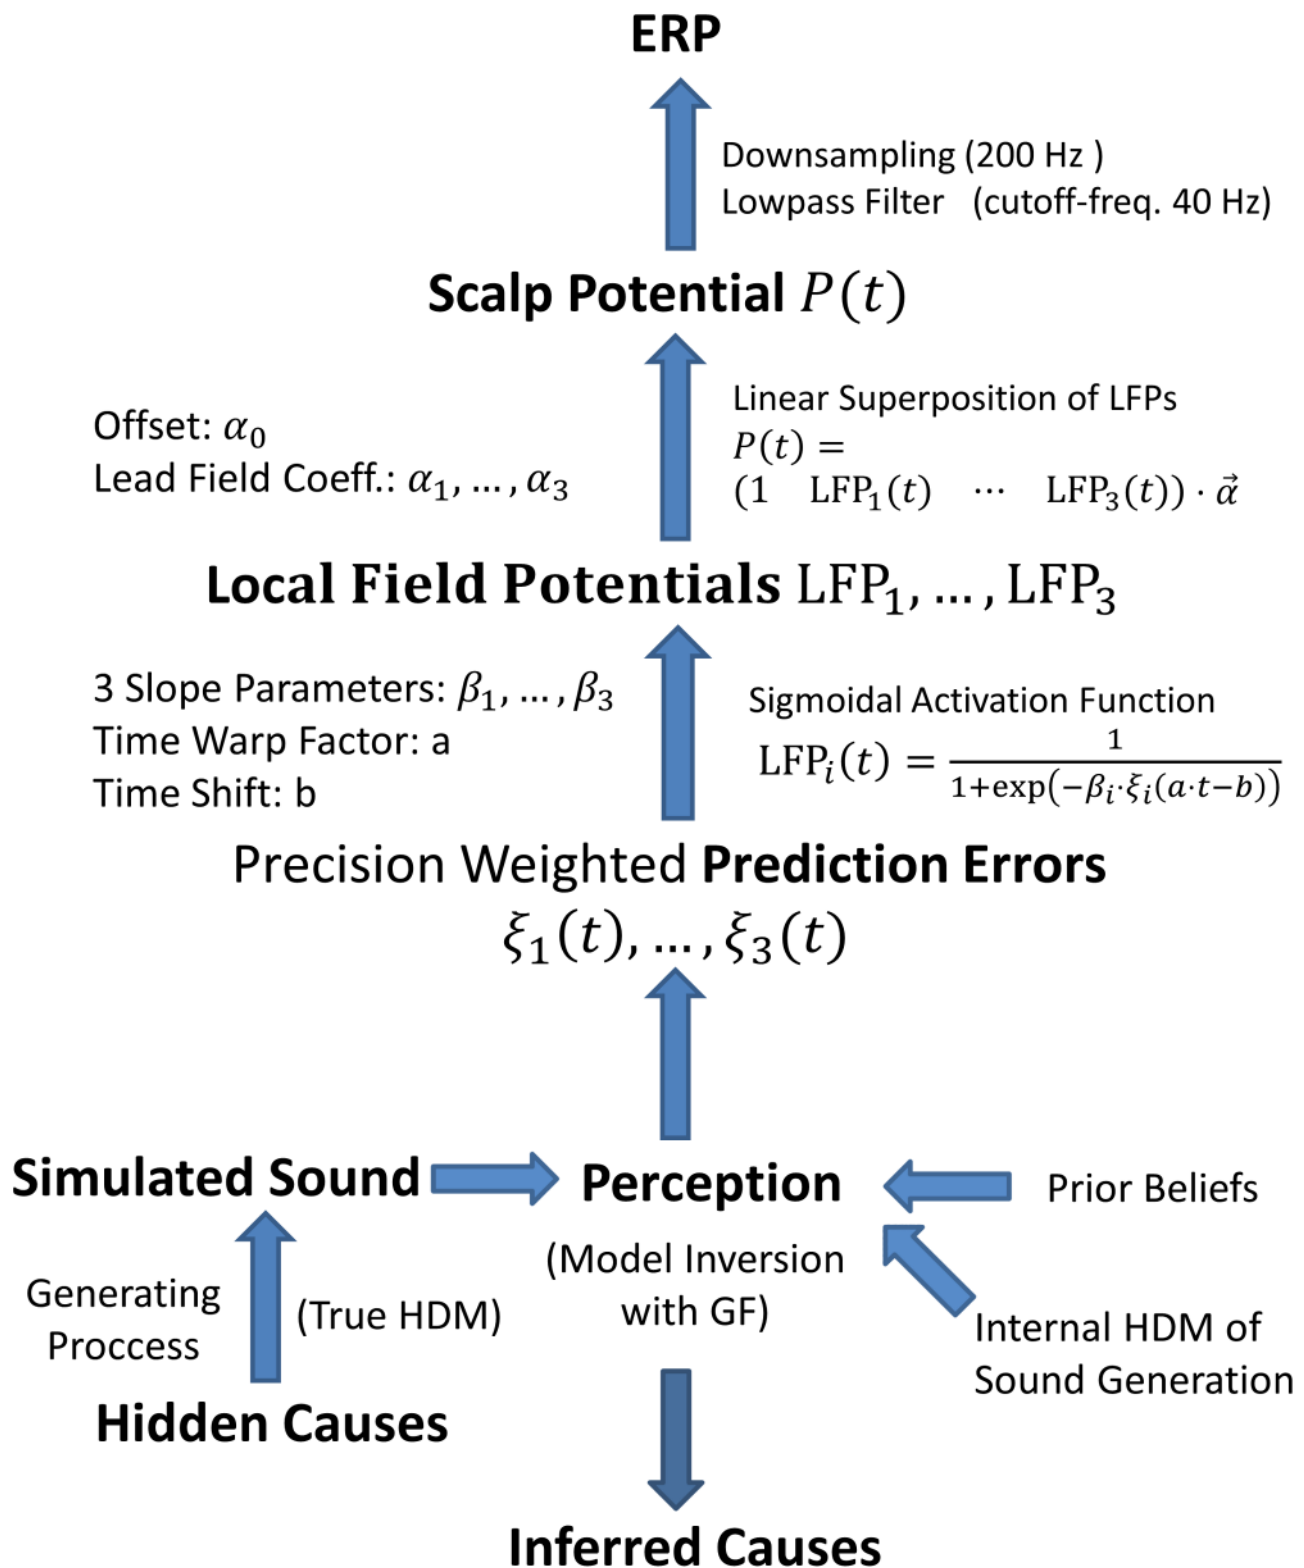 ERP
Downsampling (200 Hz )
Lowpass Filter (cutoff-freq. 40 Hz)
Scalp Potential P(t)
Offset: α₀
Lead Field Coeff.: α₁, … , α₃
Linear Superposition of LFPs
P(t) =
(1 LFP₁(t) ⋯ LFP₃(t)) · α⃗
Local Field Potentials LFP₁, … , LFP₃
3 Slope Parameters: β₁, … , β₃
Time Warp Factor: a
Time Shift: b
Sigmoidal Activation Function
LFPᵢ(t) = 1 / 1+exp(−βᵢ·ξᵢ(a·t−b))
Precision Weighted Prediction Errors
ξ₁(t), … , ξ₃(t)
Simulated Sound
Perception
Prior Beliefs
(Model Inversion
with GF)
Generating
Proccess
(True HDM)
Internal HDM of
Sound Generation
Hidden Causes
Inferred Causes